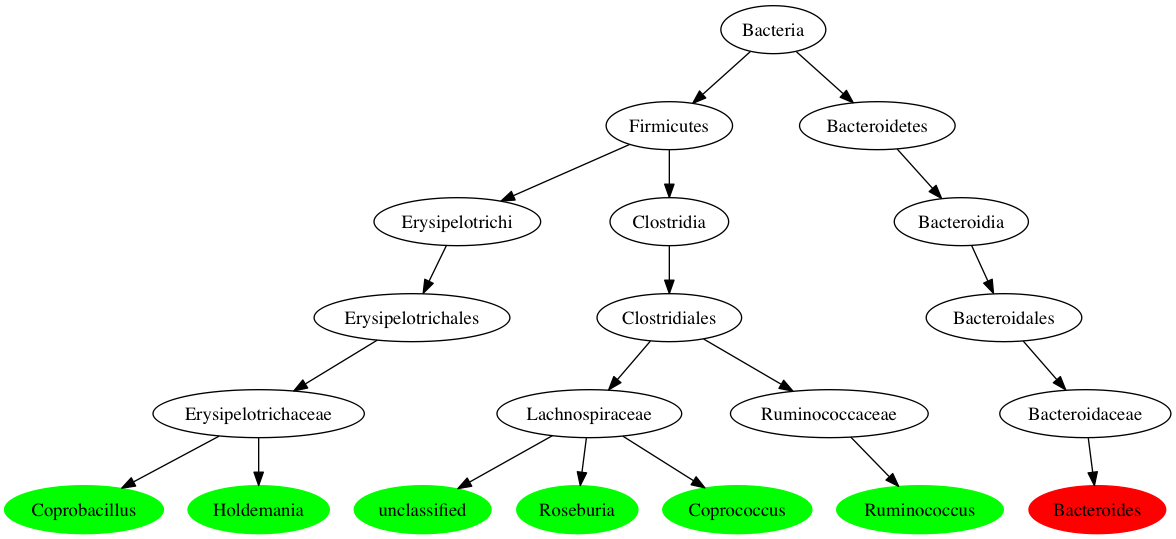 Bacteria
Firmicutes
Bacteroidetes
Erysipelotrichi
Clostridia
Bacteroidia
Erysipelotrichales
Clostridiales
Bacteroidales
Erysipelotrichaceae
Lachnospiraceae
Ruminococcaceae
Bacteroidaceae
Coprobacillus
Holdemania
unclassified
Roseburia
Coprococcus
Ruminococcus
Bacteroides